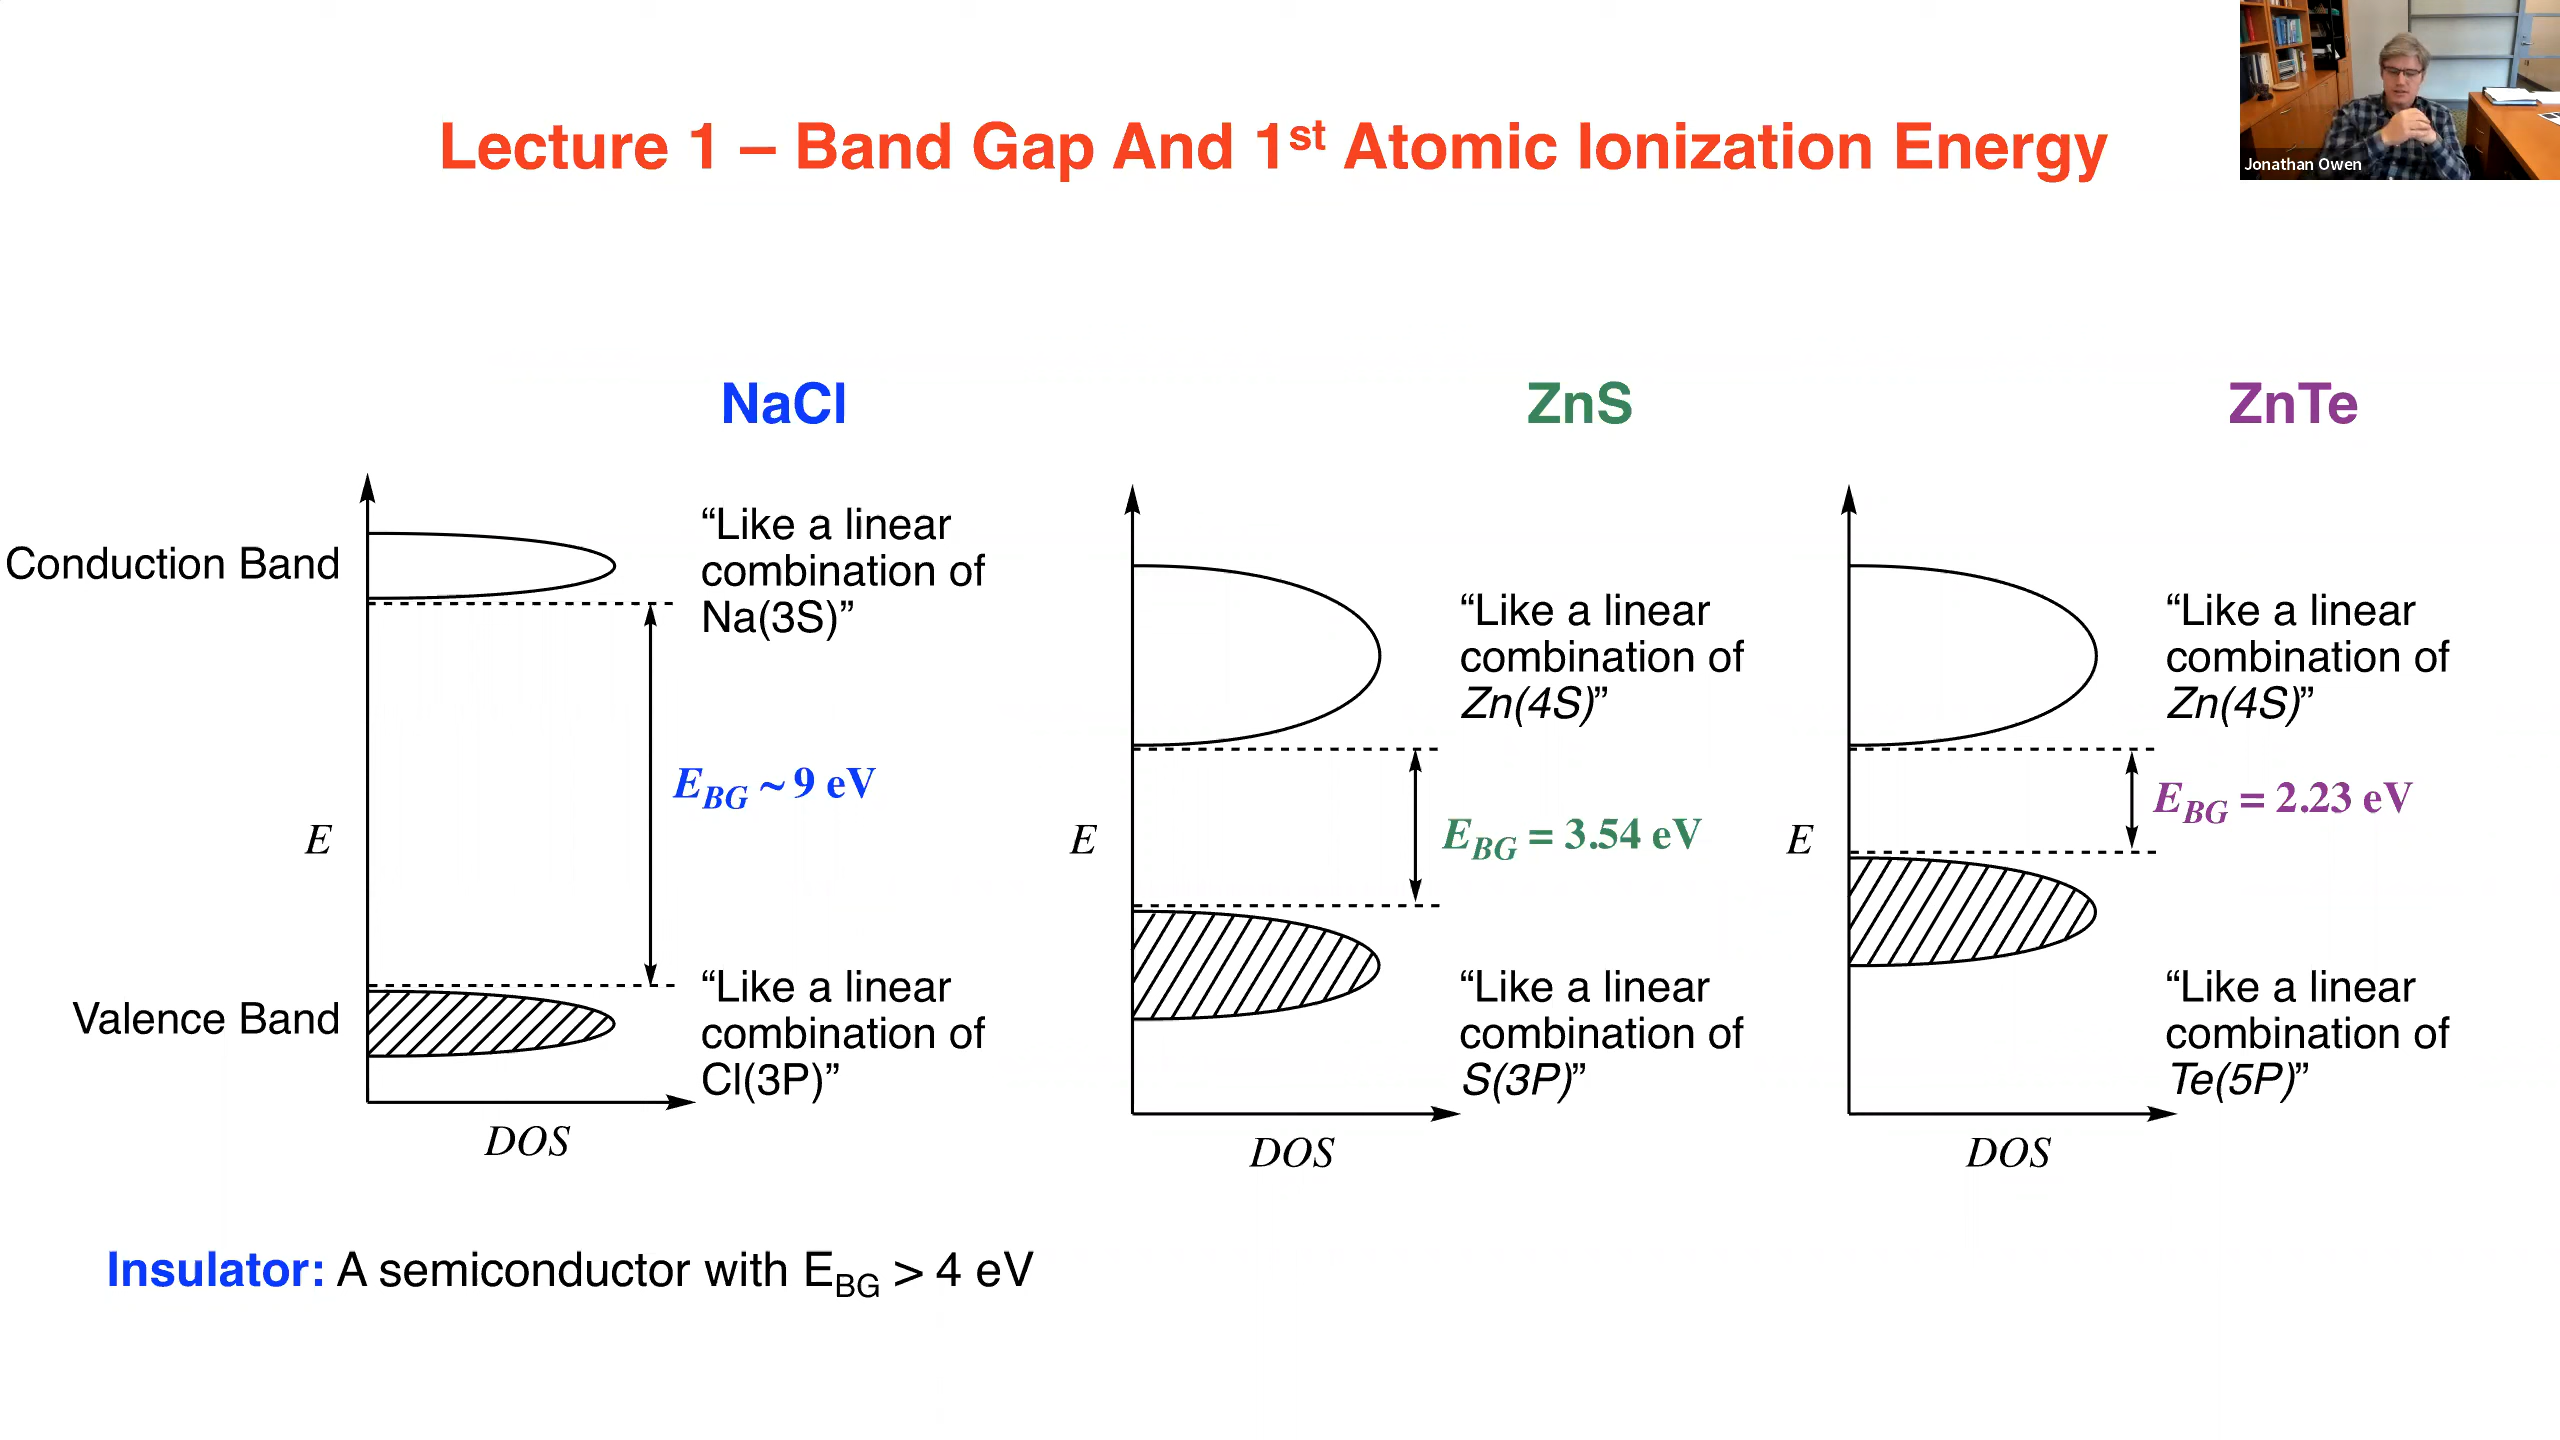 Lecture 1 – Band Gap And 1st Atomic Ionization Energy
Jonathan Owen
NaCl
ZnS
ZnTe
Conduction Band
“Like a linear
combination of
Na(3S)”
E
E_BG ~ 9 eV
Valence Band
“Like a linear
combination of
Cl(3P)”
DOS
“Like a linear
combination of
Zn(4S)”
E
E_BG = 3.54 eV
“Like a linear
combination of
S(3P)”
DOS
“Like a linear
combination of
Zn(4S)”
E
E_BG = 2.23 eV
“Like a linear
combination of
Te(5P)”
DOS
Insulator: A semiconductor with E_BG > 4 eV